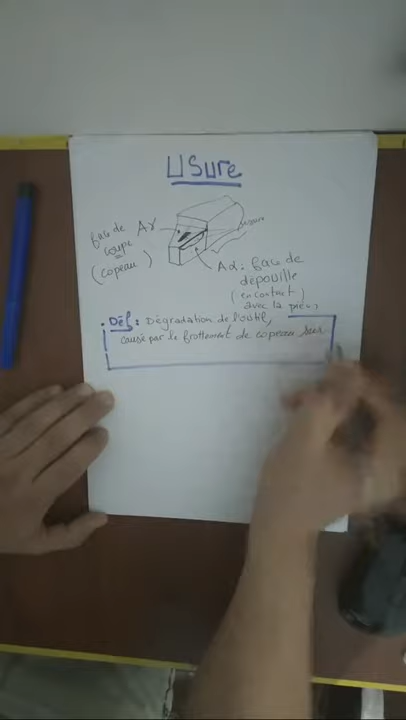 Usure
face de
coupe
Aγ
(copeau)
Aα : face de
dépouille
(en contact
avec la pièce)
Déf : Dégradation de l'outil,
causé par le frottement de copeau sur